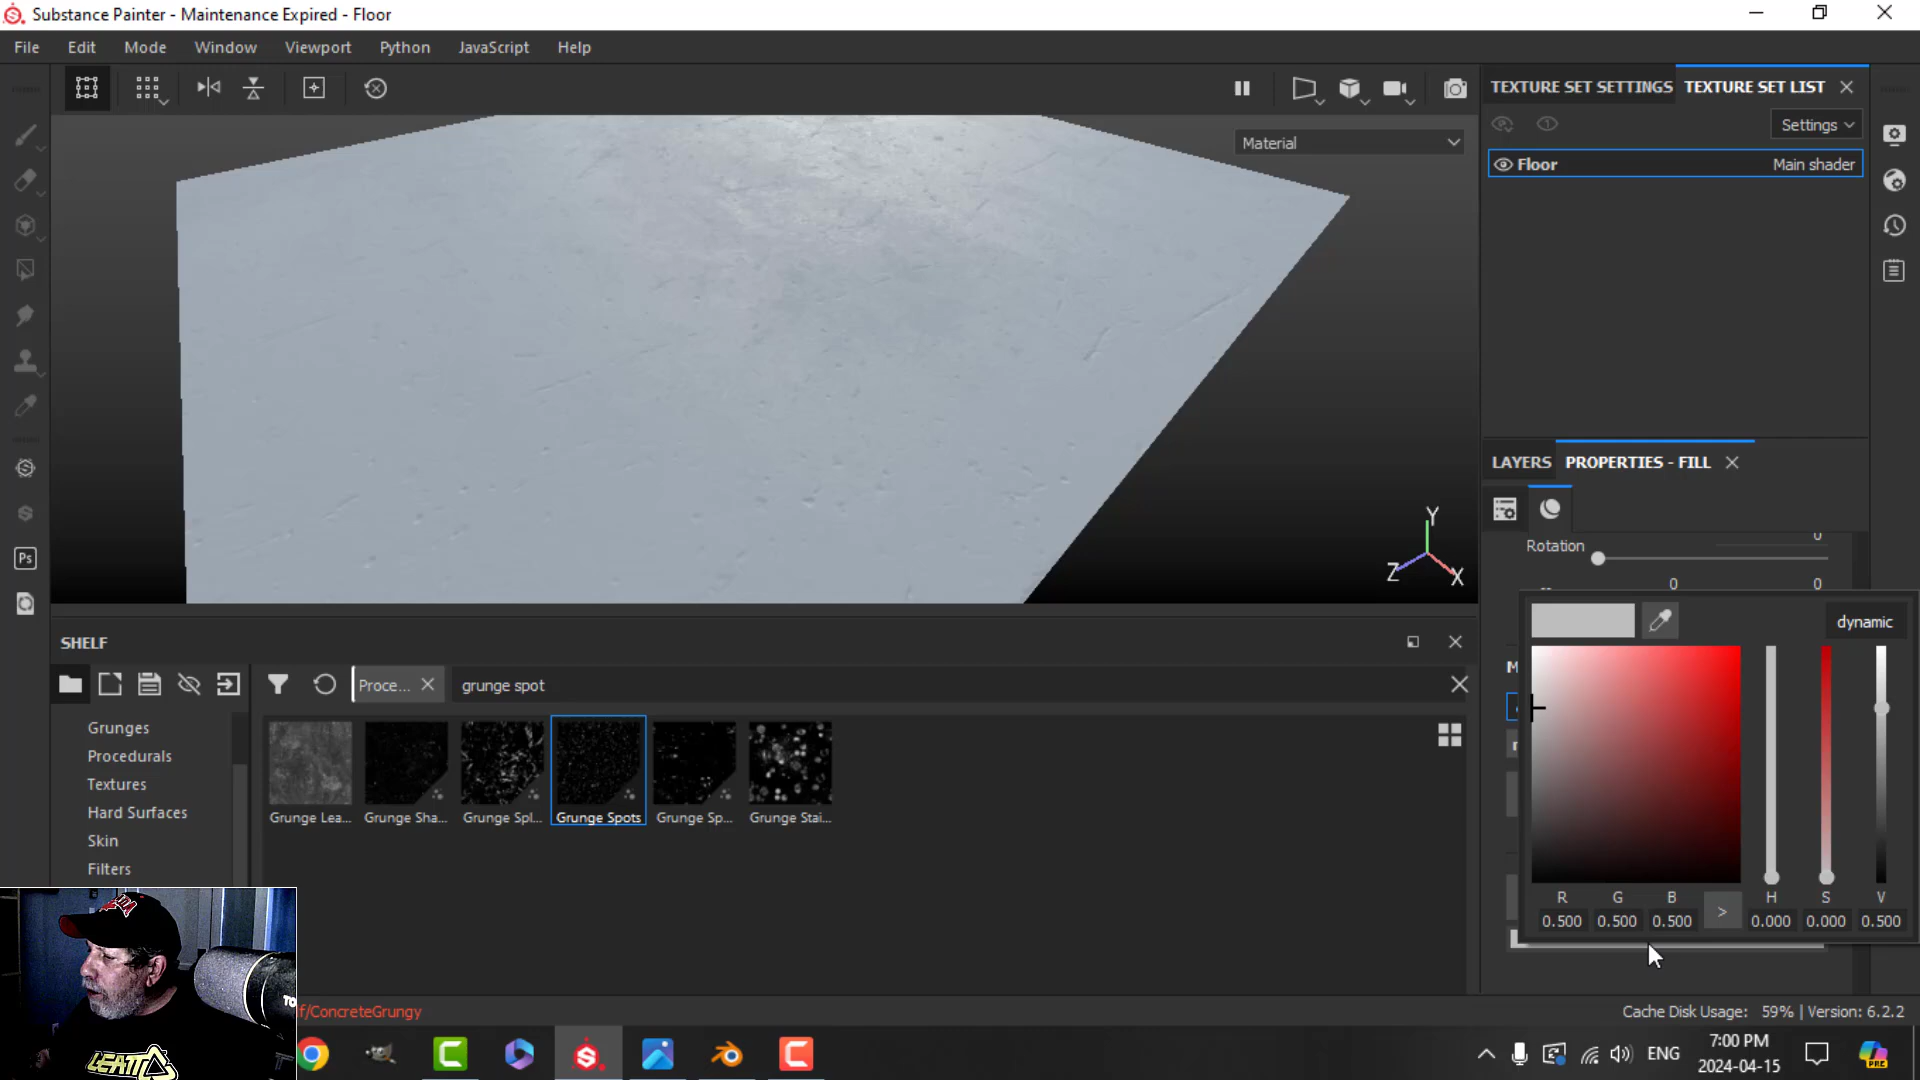 Substance Painter - Maintenance Expired - Floor
File Edit Mode Window Viewport Python JavaScript Help
TEXTURE SET SETTINGS TEXTURE SET LIST
Settings
Material
Floor Main shader
LAYERS PROPERTIES - FILL
Rotation 0
0 0
dynamic
R G B H S V
0.500 0.500 0.500 > 0.000 0.000 0.500
Y
Z X
SHELF
Proce... grunge spot
Grunges
Procedurals
Textures
Hard Surfaces
Skin
Filters
Grunge Lea... Grunge Sha... Grunge Spl... Grunge Spots Grunge Sp... Grunge Stai...
Ps
LEATT
f/ConcreteGrungy
Cache Disk Usage: 59% | Version: 6.2.2
ENG
7:00 PM
2024-04-15
PRE